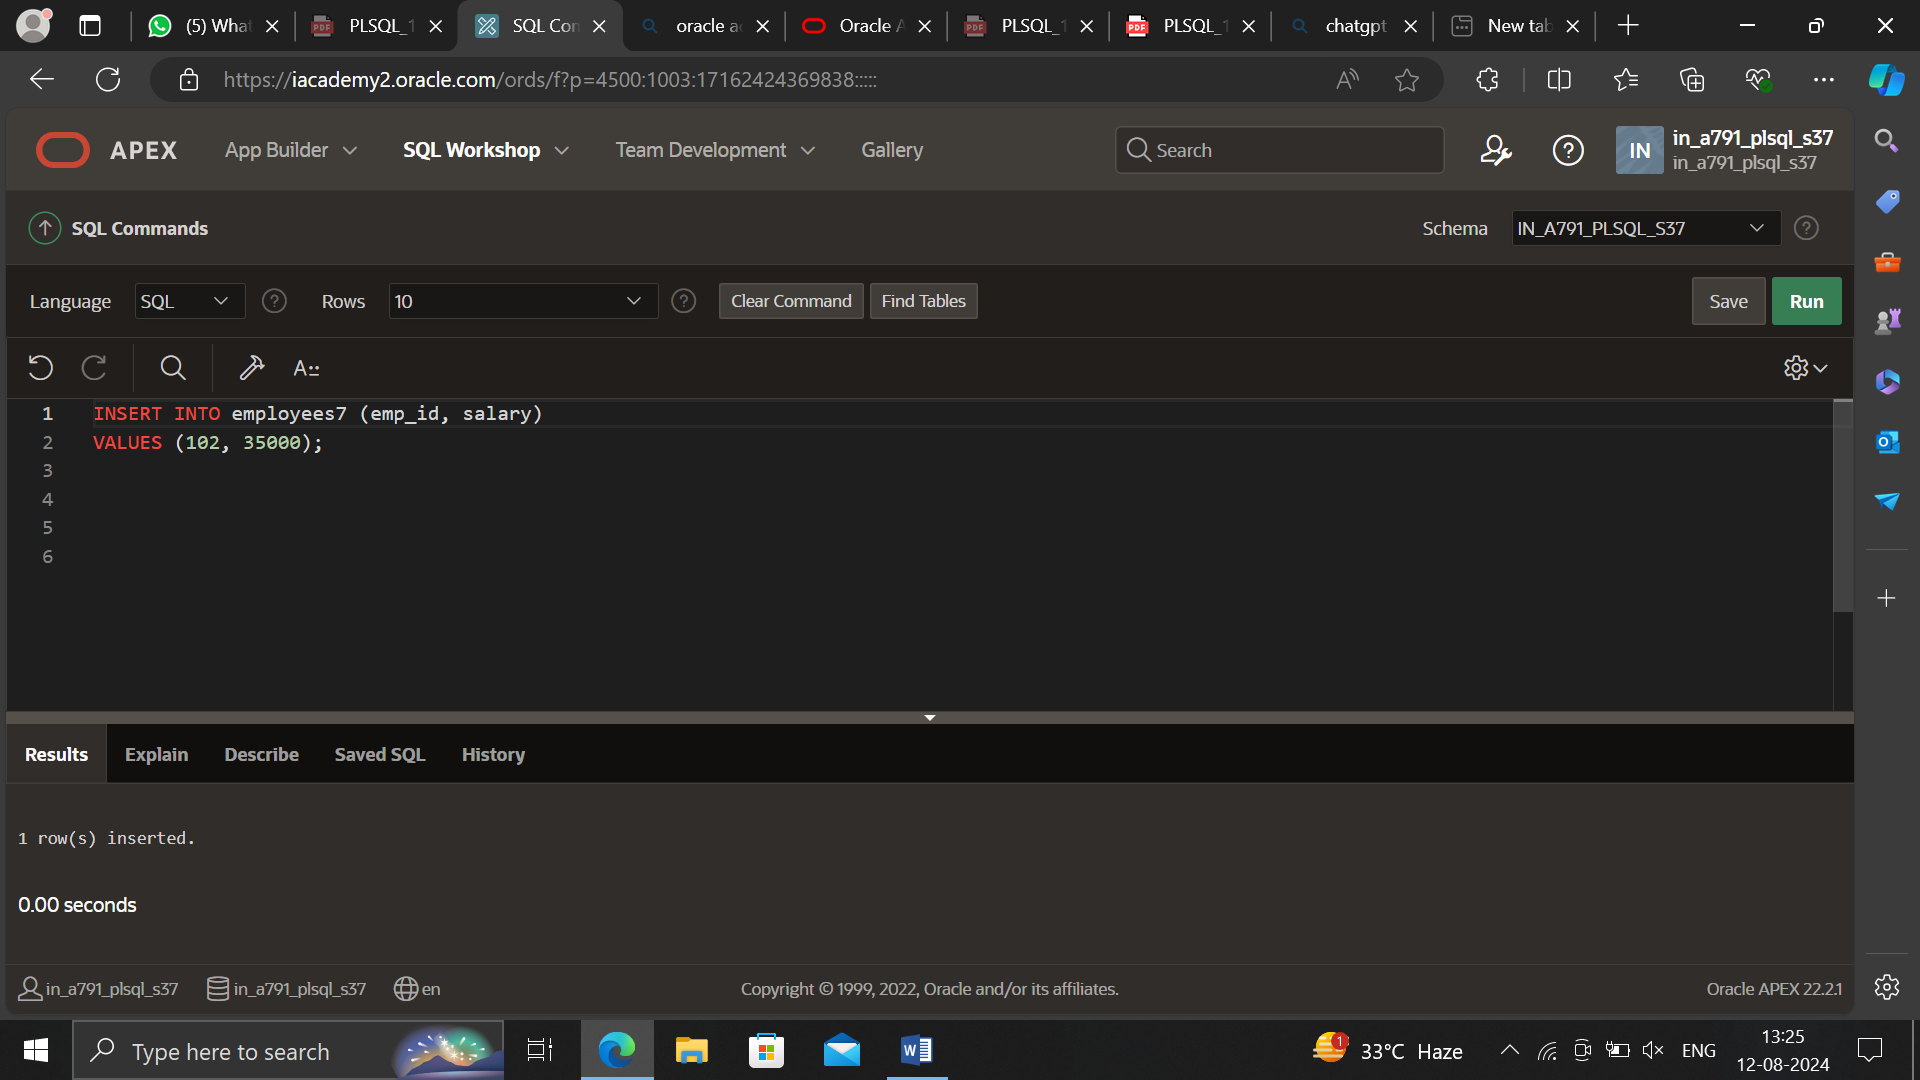 (5) What
PLSQL_1
SQL Con
oracle a
Oracle A
PLSQL_1
PLSQL_1
chatgpt
New tab
https://iacademy2.oracle.com/ords/f?p=4500:1003:17162424369838:::::
APEX
App Builder
SQL Workshop
Team Development
Gallery
Search
IN
in_a791_plsql_s37
in_a791_plsql_s37
SQL Commands
Schema
IN_A791_PLSQL_S37
Language
SQL
Rows
10
Clear Command
Find Tables
Save
Run
1 INSERT INTO employees7 (emp_id, salary)
2 VALUES (102, 35000);
3
4
5
6
Results
Explain
Describe
Saved SQL
History
1 row(s) inserted.
0.00 seconds
in_a791_plsql_s37
in_a791_plsql_s37
en
Copyright © 1999, 2022, Oracle and/or its affiliates.
Oracle APEX 22.2.1
Type here to search
1
33°C Haze
ENG
13:25
12-08-2024